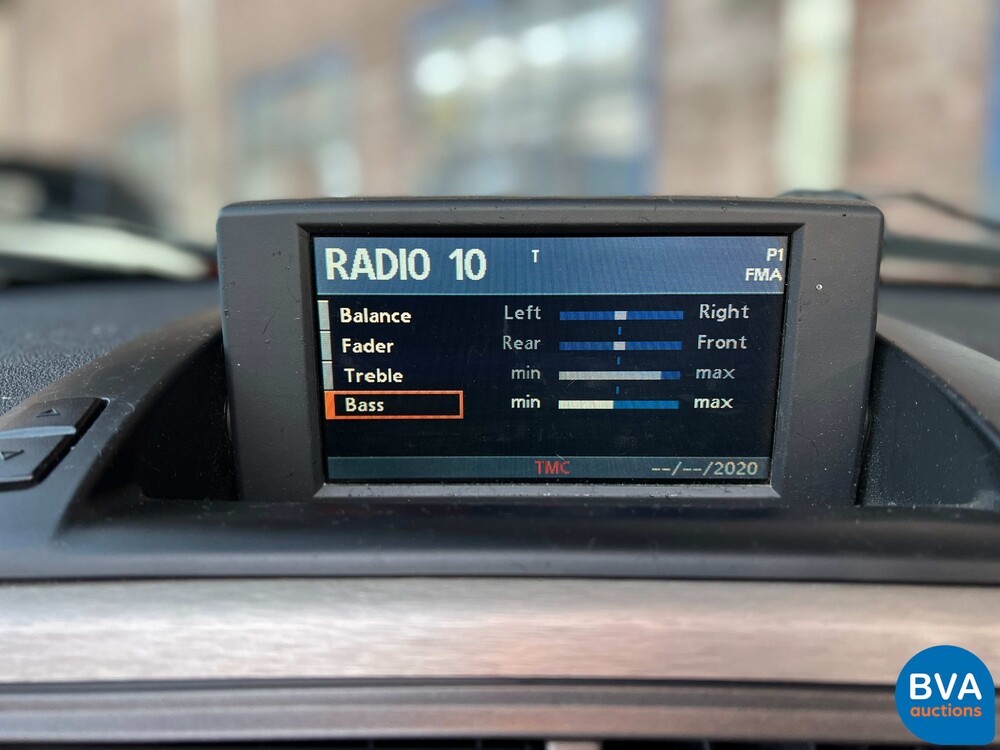 RADIO 10 T P1
FMA
Balance Left Right
Fader Rear Front
Treble min max
Bass min max
TMC --/--/2020
BVA
auctions